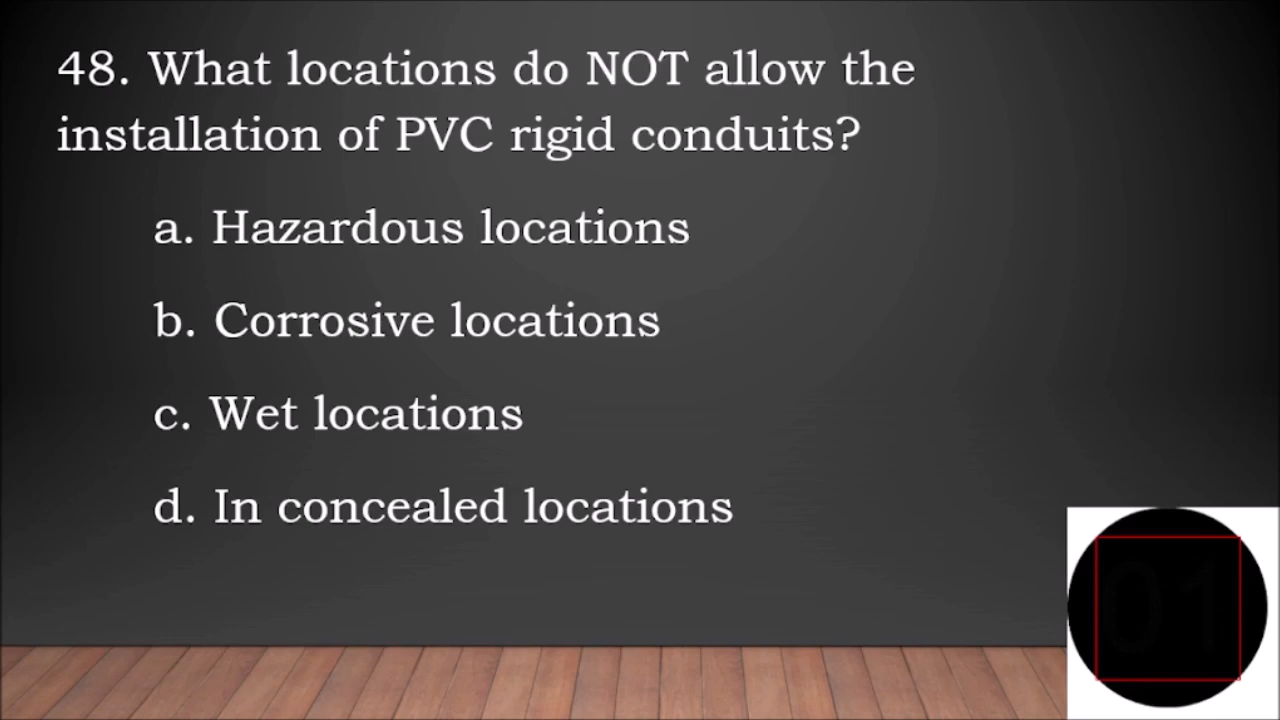 48. What locations do NOT allow the
installation of PVC rigid conduits?
a. Hazardous locations
b. Corrosive locations
c. Wet locations
d. In concealed locations
01